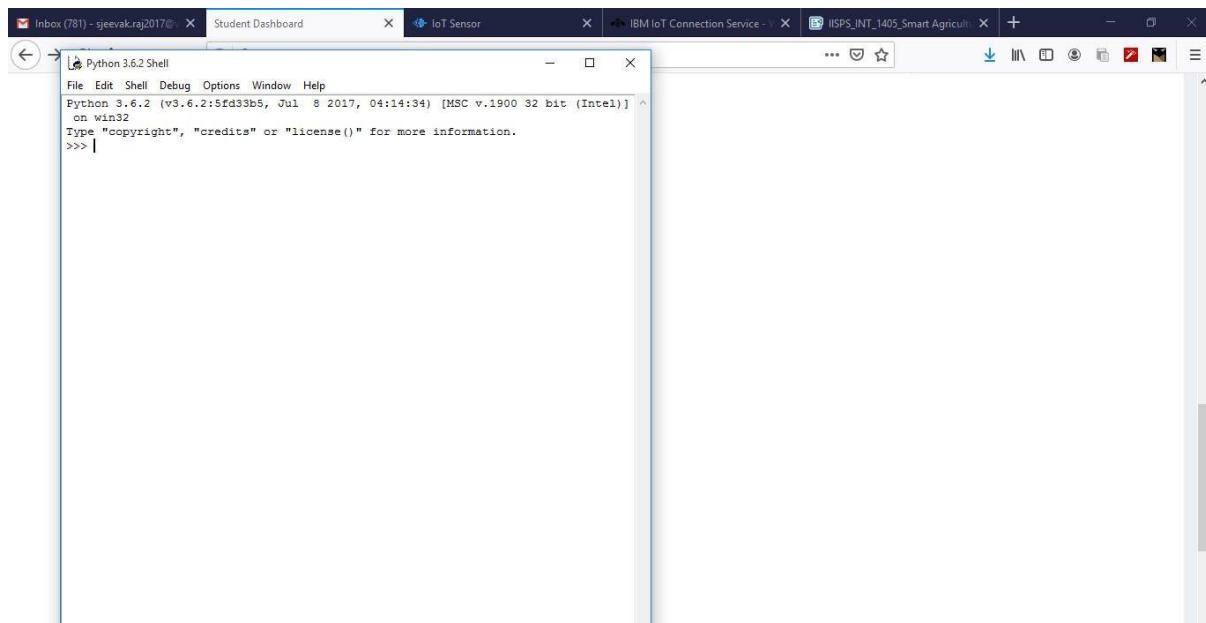 Inbox (781) - sjeevak.raj2017@
Student Dashboard
IoT Sensor
IBM IoT Connection Service -
IISPS_INT_1405_Smart Agricult
Python 3.6.2 Shell
File Edit Shell Debug Options Window Help
Python 3.6.2 (v3.6.2:5fd33b5, Jul 8 2017, 04:14:34) [MSC v.1900 32 bit (Intel)]
on win32
Type "copyright", "credits" or "license()" for more information.
>>>